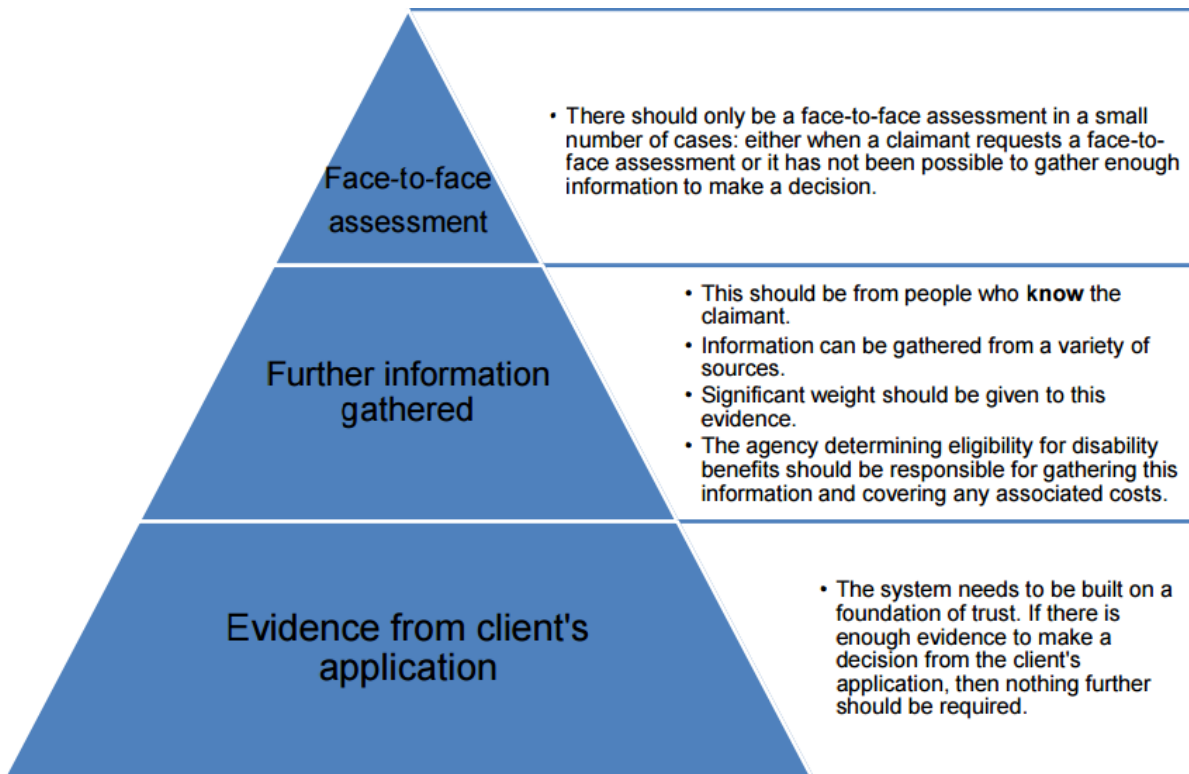 Face-to-face
assessment
• There should only be a face-to-face assessment in a small
number of cases: either when a claimant requests a face-to-
face assessment or it has not been possible to gather enough
information to make a decision.
Further information
gathered
• This should be from people who know the
claimant.
• Information can be gathered from a variety of
sources.
• Significant weight should be given to this
evidence.
• The agency determining eligibility for disability
benefits should be responsible for gathering this
information and covering any associated costs.
Evidence from client's
application
• The system needs to be built on a
foundation of trust. If there is
enough evidence to make a
decision from the client's
application, then nothing further
should be required.